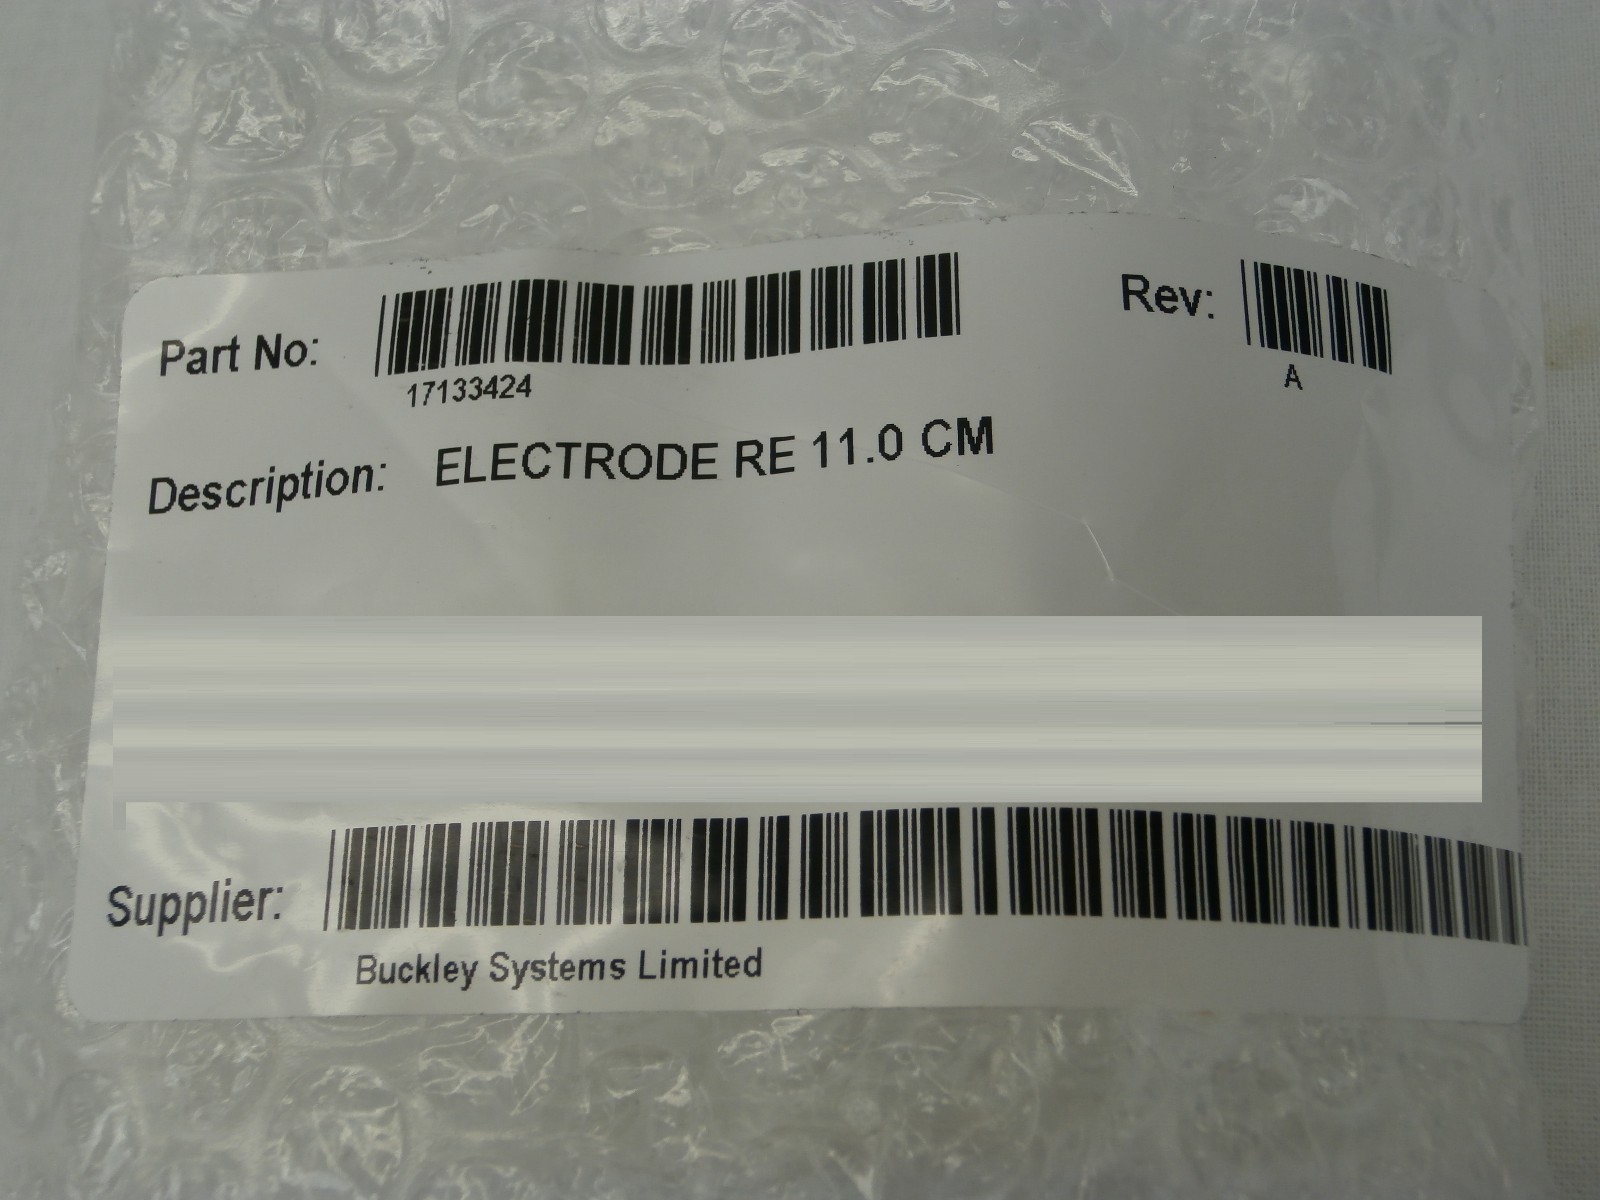 Part No:
17133424
Rev:
A
Description: ELECTRODE RE 11.0 CM
Supplier:
Buckley Systems Limited